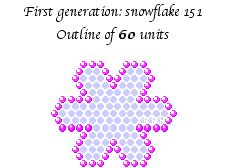 First generation: snowflake 151
Outline of 60 units